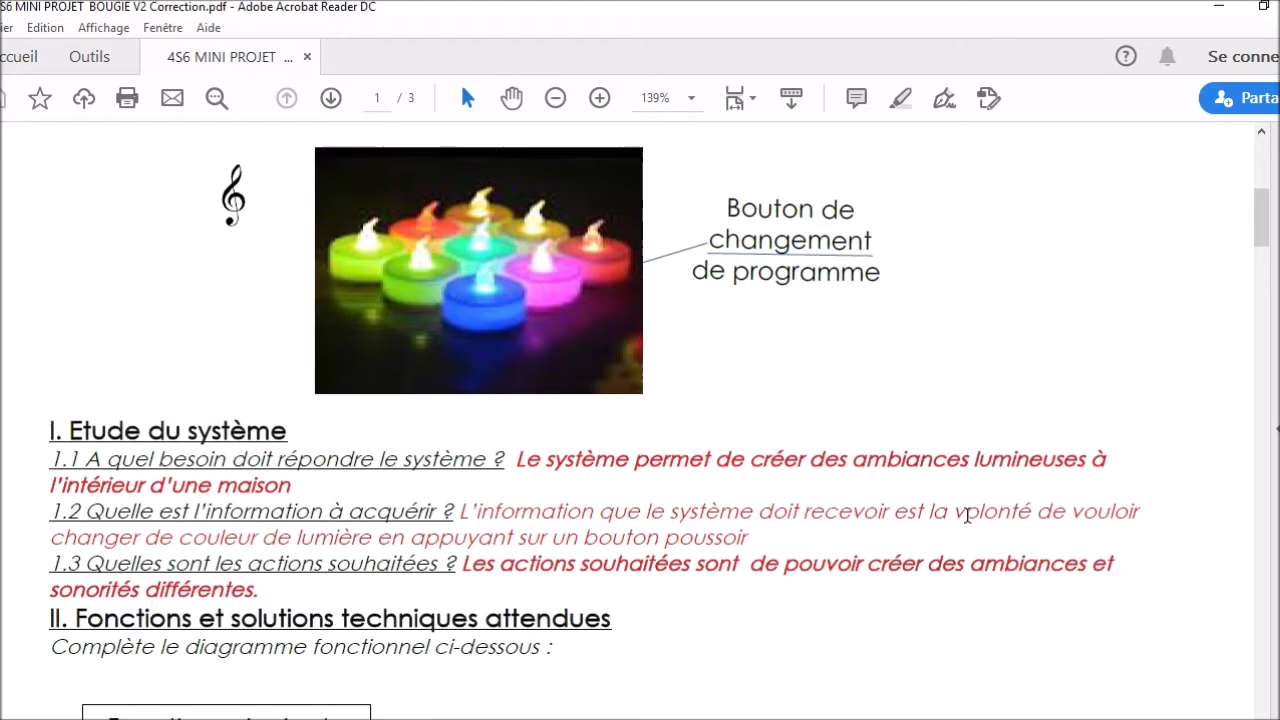 S6 MINI PROJET BOUGIE V2 Correction.pdf - Adobe Acrobat Reader DC
ier Edition Affichage Fenêtre Aide
ccueil Outils 4S6 MINI PROJET ... × Se conne
1 / 3 139% Parta
Bouton de
changement
de programme
I. Etude du système
1.1 A quel besoin doit répondre le système ? Le système permet de créer des ambiances lumineuses à
l'intérieur d'une maison
1.2 Quelle est l'information à acquérir ? L'information que le système doit recevoir est la volonté de vouloir
changer de couleur de lumière en appuyant sur un bouton poussoir
1.3 Quelles sont les actions souhaitées ? Les actions souhaitées sont de pouvoir créer des ambiances et
sonorités différentes.
II. Fonctions et solutions techniques attendues
Complète le diagramme fonctionnel ci-dessous :